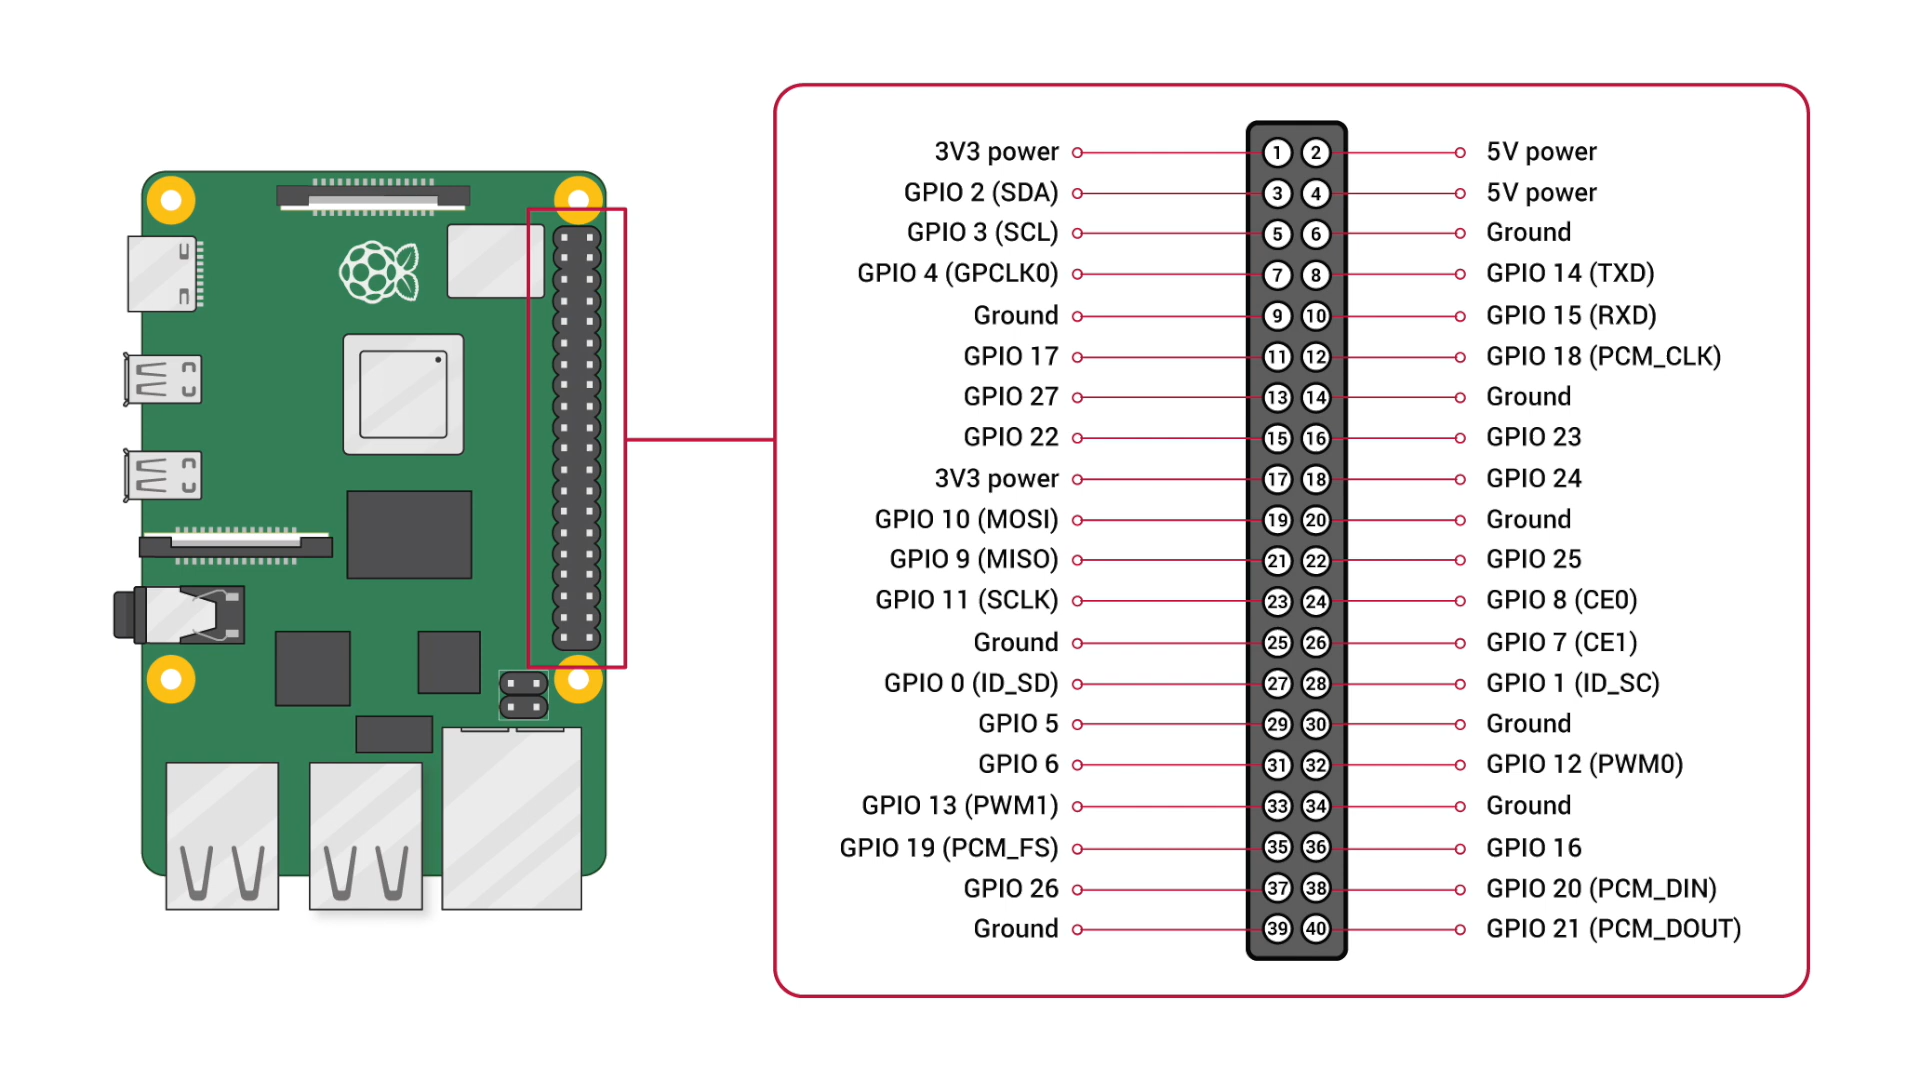 3V3 power 1 2 5V power
GPIO 2 (SDA) 3 4 5V power
GPIO 3 (SCL) 5 6 Ground
GPIO 4 (GPCLK0) 7 8 GPIO 14 (TXD)
Ground 9 10 GPIO 15 (RXD)
GPIO 17 11 12 GPIO 18 (PCM_CLK)
GPIO 27 13 14 Ground
GPIO 22 15 16 GPIO 23
3V3 power 17 18 GPIO 24
GPIO 10 (MOSI) 19 20 Ground
GPIO 9 (MISO) 21 22 GPIO 25
GPIO 11 (SCLK) 23 24 GPIO 8 (CE0)
Ground 25 26 GPIO 7 (CE1)
GPIO 0 (ID_SD) 27 28 GPIO 1 (ID_SC)
GPIO 5 29 30 Ground
GPIO 6 31 32 GPIO 12 (PWM0)
GPIO 13 (PWM1) 33 34 Ground
GPIO 19 (PCM_FS) 35 36 GPIO 16
GPIO 26 37 38 GPIO 20 (PCM_DIN)
Ground 39 40 GPIO 21 (PCM_DOUT)